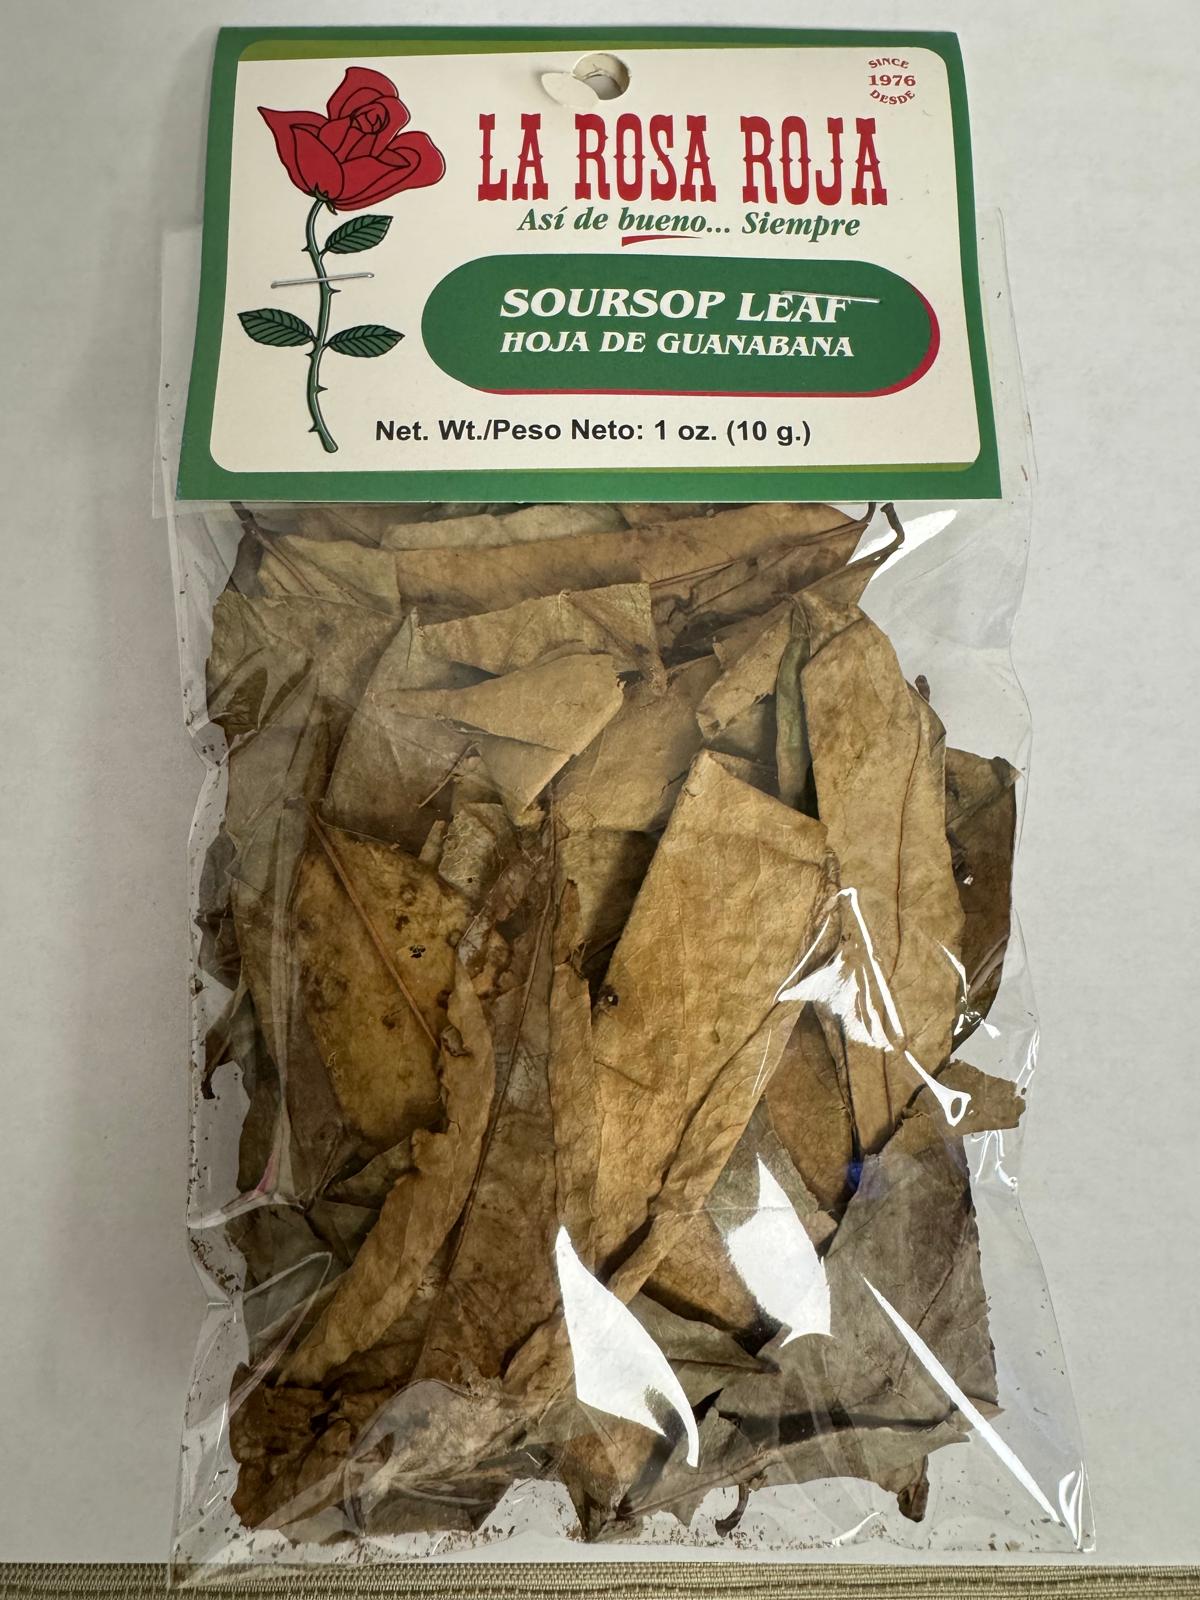 SINCE
1976
DESDE
LA ROSA ROJA
Así de bueno... Siempre
SOURSOP LEAF
HOJA DE GUANABANA
Net. Wt./Peso Neto: 1 oz. (10 g.)